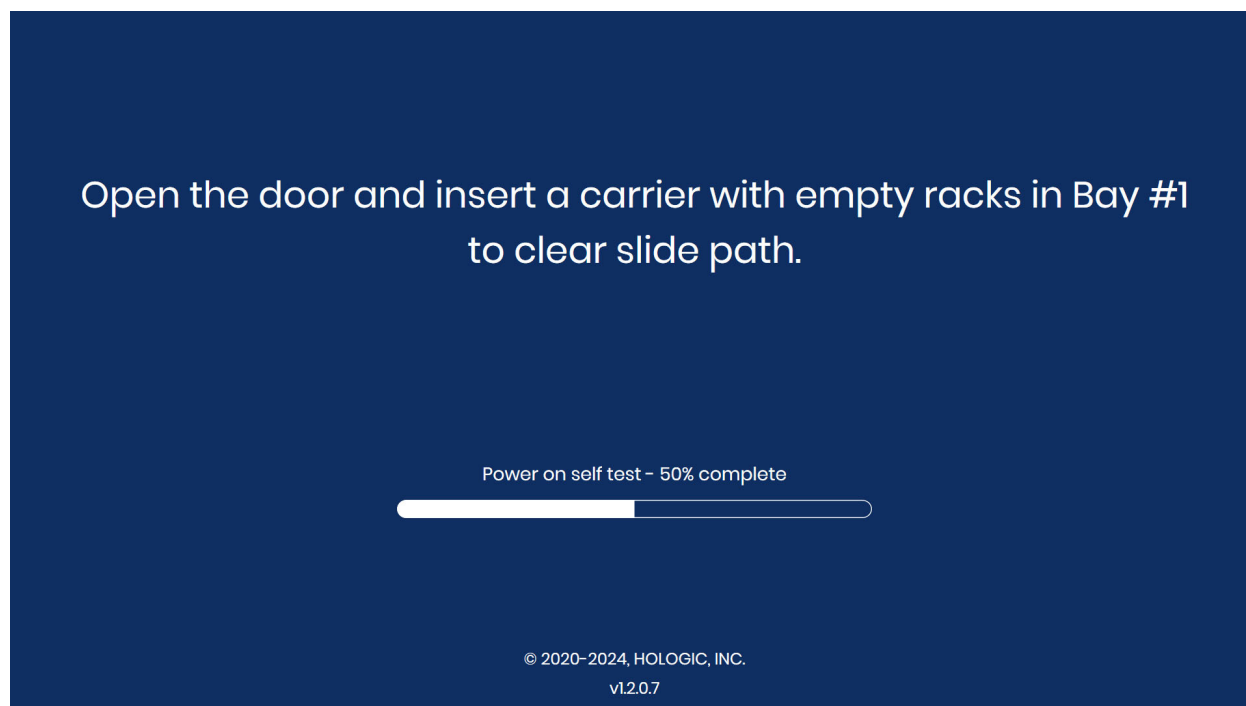 Open the door and insert a carrier with empty racks in Bay #1
to clear slide path.
Power on self test - 50% complete
© 2020-2024, HOLOGIC, INC.
v1.2.0.7